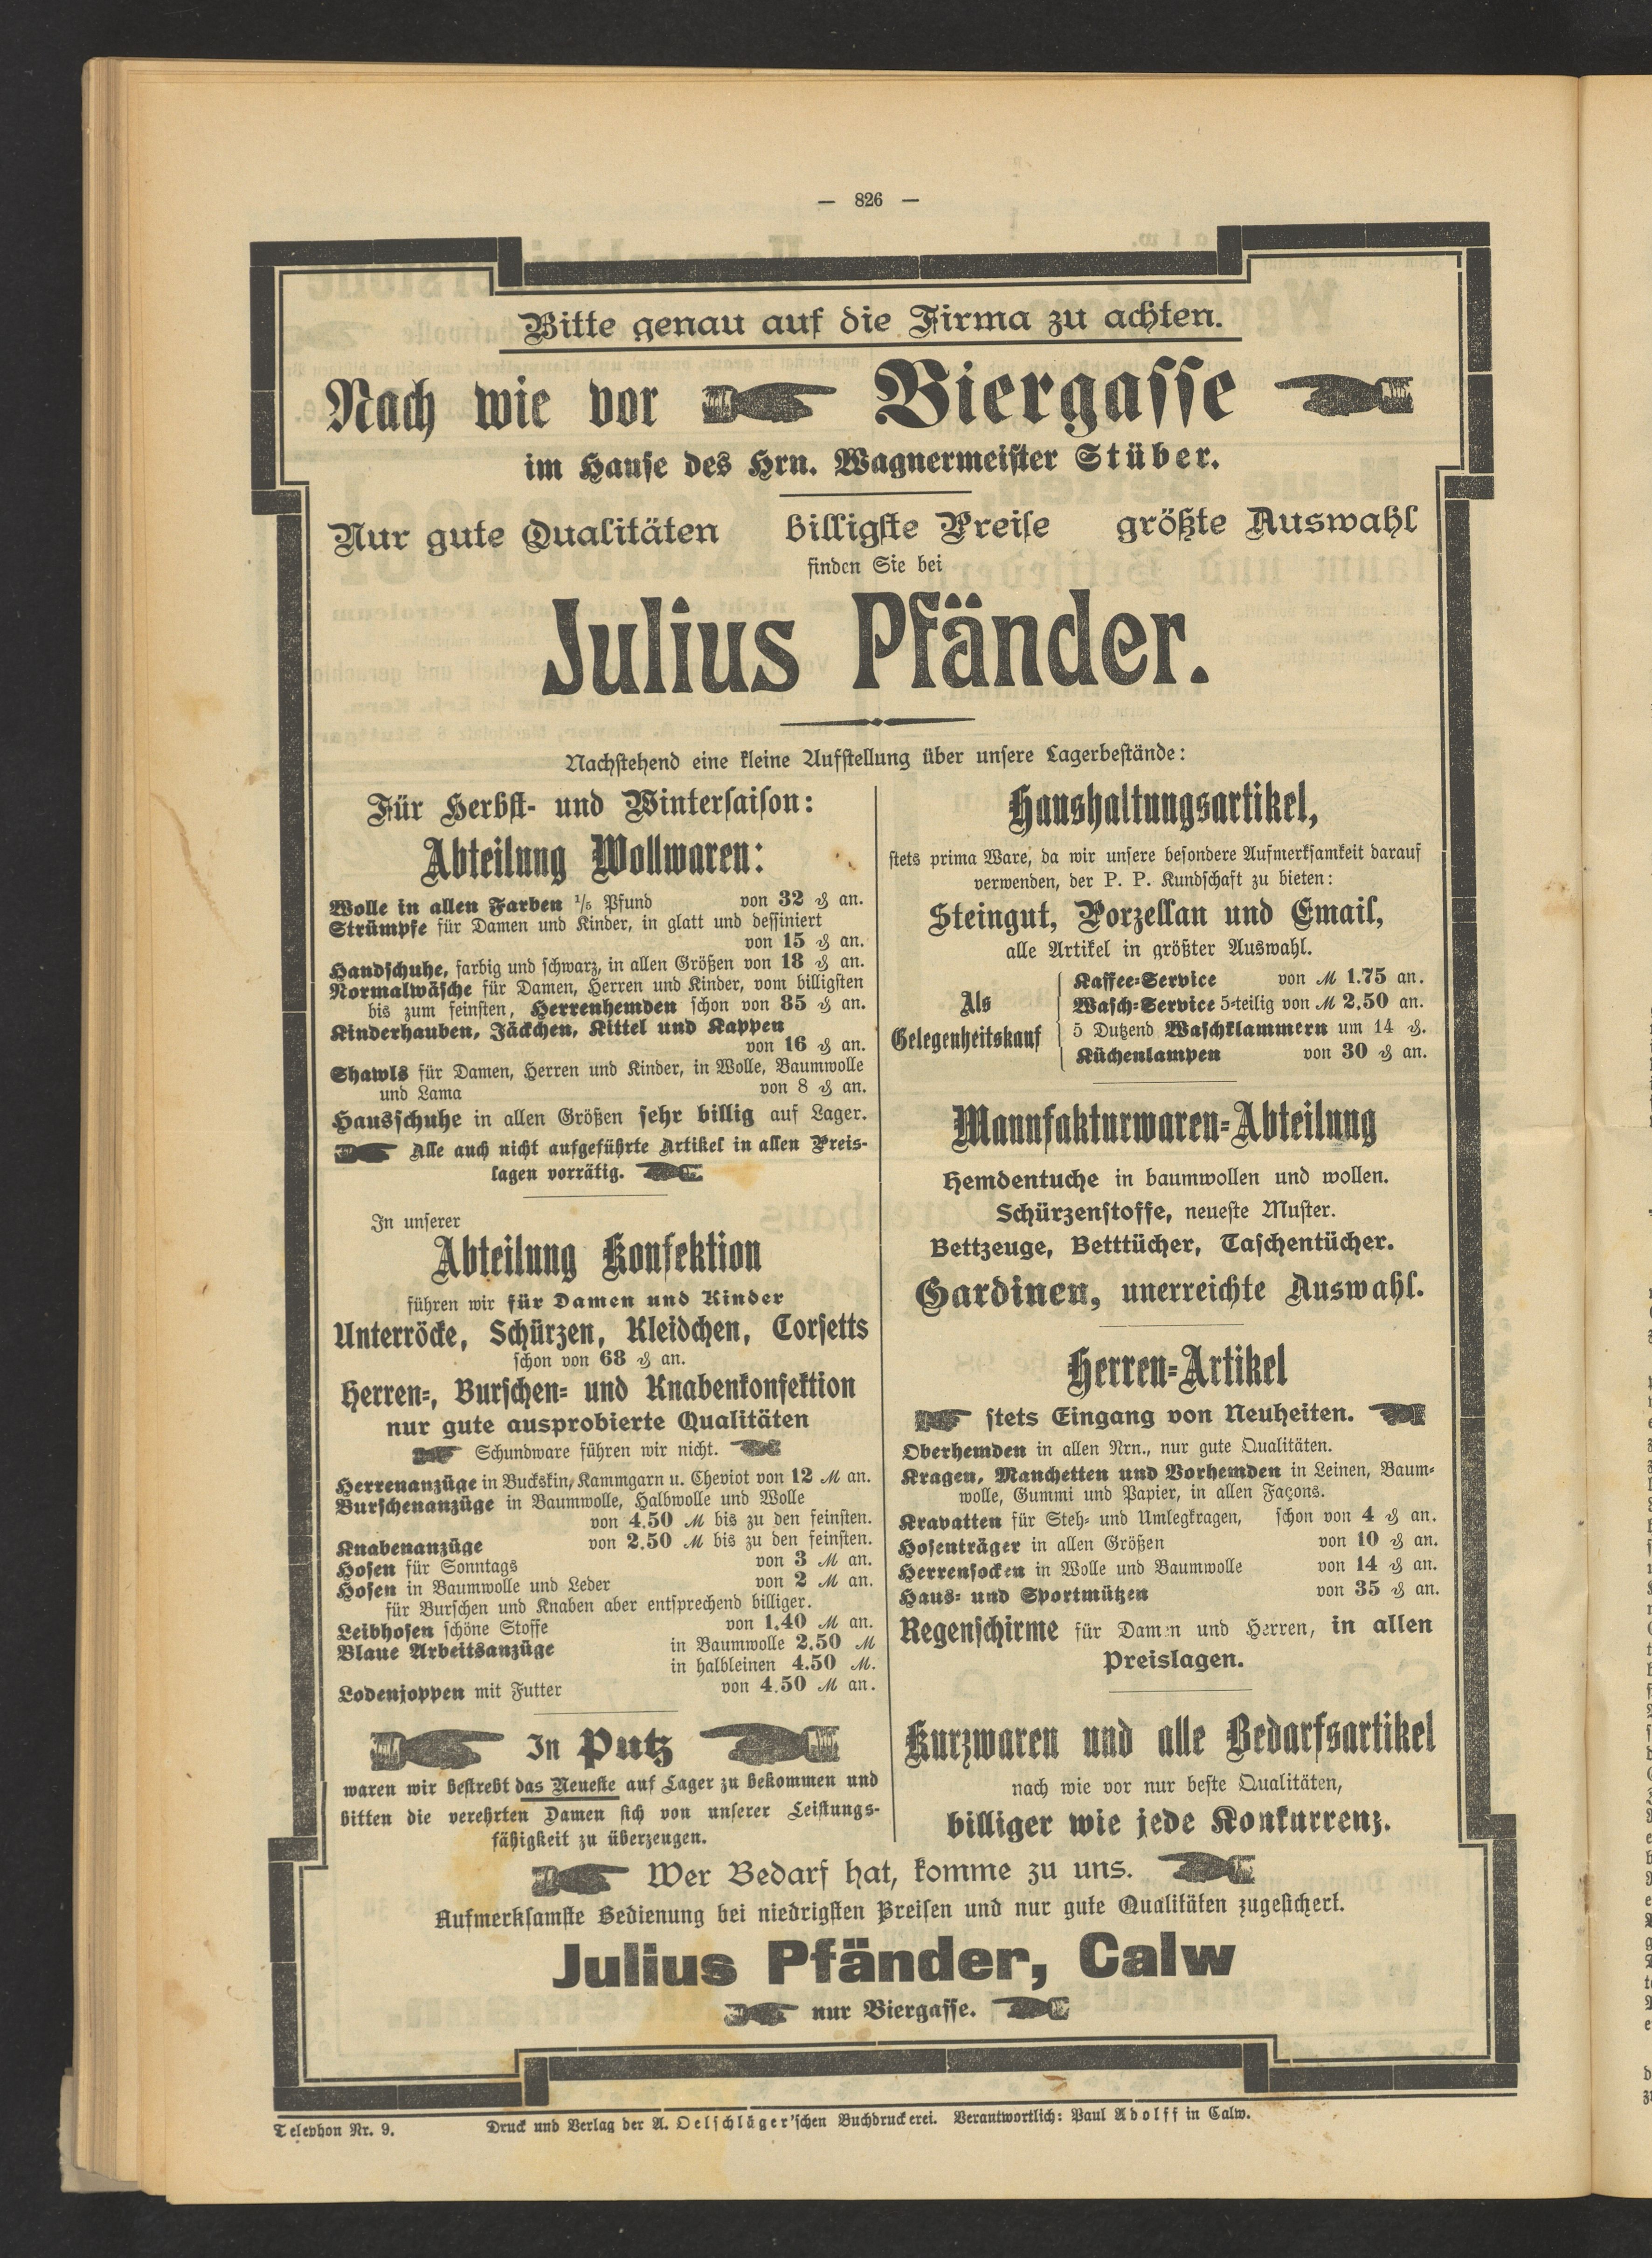 — 826 —
Bitte genau auf die Firma zu achten.
Nach wie vor Biergasse
im Hause des Hrn. Wagnermeister Stüber.
Nur gute Qualitäten billigste Preise größte Auswahl
finden Sie bei
Julius Pfänder.
Nachstehend eine kleine Aufstellung über unsere Lagerbestände:
Für Herbst- und Wintersaison:
Abteilung Wollwaren:
Wolle in allen Farben 1/5 Pfund von 32 ₰ an.
Strümpfe für Damen und Kinder, in glatt und dessiniert
von 15 ₰ an.
Handschuhe, farbig und schwarz, in allen Größen von 18 ₰ an.
Normalwäsche für Damen, Herren und Kinder, vom billigsten
bis zum feinsten, Herrenhemden schon von 85 ₰ an.
Kinderhauben, Jäckchen, Kittel und Kappen
von 16 ₰ an.
Shawls für Damen, Herren und Kinder, in Wolle, Baumwolle
und Lama von 8 ₰ an.
Hausschuhe in allen Größen sehr billig auf Lager.
Alle auch nicht aufgeführte Artikel in allen Preis-
lagen vorrätig.
In unserer
Abteilung Konfektion
führen wir für Damen und Kinder
Unterröcke, Schürzen, Kleidchen, Corsetts
schon von 68 ₰ an.
Herren-, Burschen- und Knabenkonfektion
nur gute ausprobierte Qualitäten
Schundware führen wir nicht.
Herrenanzüge in Buckskin, Kammgarn u. Cheviot von 12 M an.
Burschenanzüge in Baumwolle, Halbwolle und Wolle
von 4.50 M bis zu den feinsten.
Knabenanzüge von 2.50 M bis zu den feinsten.
Hosen für Sonntags von 3 M an.
Hosen in Baumwolle und Leder von 2 M an.
für Burschen und Knaben aber entsprechend billiger.
Leibhosen schöne Stoffe von 1.40 M an.
Blaue Arbeitsanzüge in Baumwolle 2.50 M
in halbleinen 4.50 M.
Lodenjoppen mit Futter von 4.50 M an.
In Putz
waren wir bestrebt das Neueste auf Lager zu bekommen und
bitten die verehrten Damen sich von unserer Leistungs-
fähigkeit zu überzeugen.
Haushaltungsartikel,
stets prima Ware, da wir unsere besondere Aufmerksamkeit darauf
verwenden, der P. P. Kundschaft zu bieten:
Steingut, Porzellan und Email,
alle Artikel in größter Auswahl.
Als
Gelegenheitskauf
Kaffee-Service von M 1.75 an.
Wasch-Service 5-teilig von M 2.50 an.
5 Dutzend Waschklammern um 14 ₰.
Küchenlampen von 30 ₰ an.
Manufakturwaren-Abteilung
Hemdentuche in baumwollen und wollen.
Schürzenstoffe, neueste Muster.
Bettzeuge, Betttücher, Taschentücher.
Gardinen, unerreichte Auswahl.
Herren-Artikel
stets Eingang von Neuheiten.
Oberhemden in allen Nrn., nur gute Qualitäten.
Kragen, Manchetten und Vorhemden in Leinen, Baum-
wolle, Gummi und Papier, in allen Façons.
Kravatten für Steh- und Umlegkragen, schon von 4 ₰ an.
Hosenträger in allen Größen von 10 ₰ an.
Herrensocken in Wolle und Baumwolle von 14 ₰ an.
Haus- und Sportmützen von 35 ₰ an.
Regenschirme für Damen und Herren, in allen
Preislagen.
Kurzwaren und alle Bedarfsartikel
nach wie vor nur beste Qualitäten,
billiger wie jede Konkurrenz.
Wer Bedarf hat, komme zu uns.
Aufmerksamste Bedienung bei niedrigsten Preisen und nur gute Qualitäten zugesichert.
Julius Pfänder, Calw
nur Biergasse.
Telephon Nr. 9. Druck und Verlag der A. Oelschläger'schen Buchdruckerei. Verantwortlich: Paul Adolff in Calw.